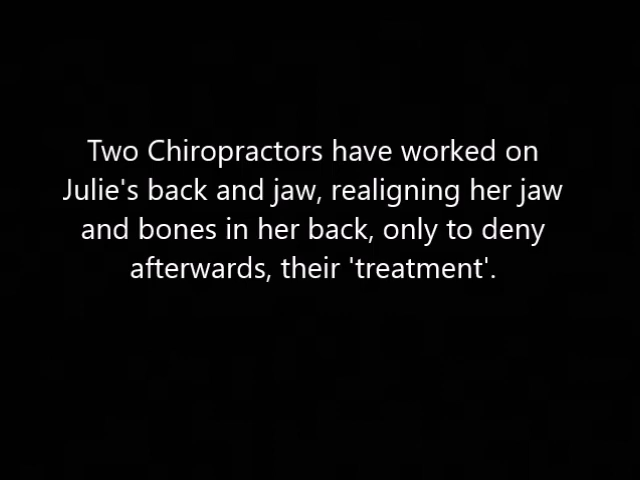 Two Chiropractors have worked on
Julie's back and jaw, realigning her jaw
and bones in her back, only to deny
afterwards, their 'treatment'.